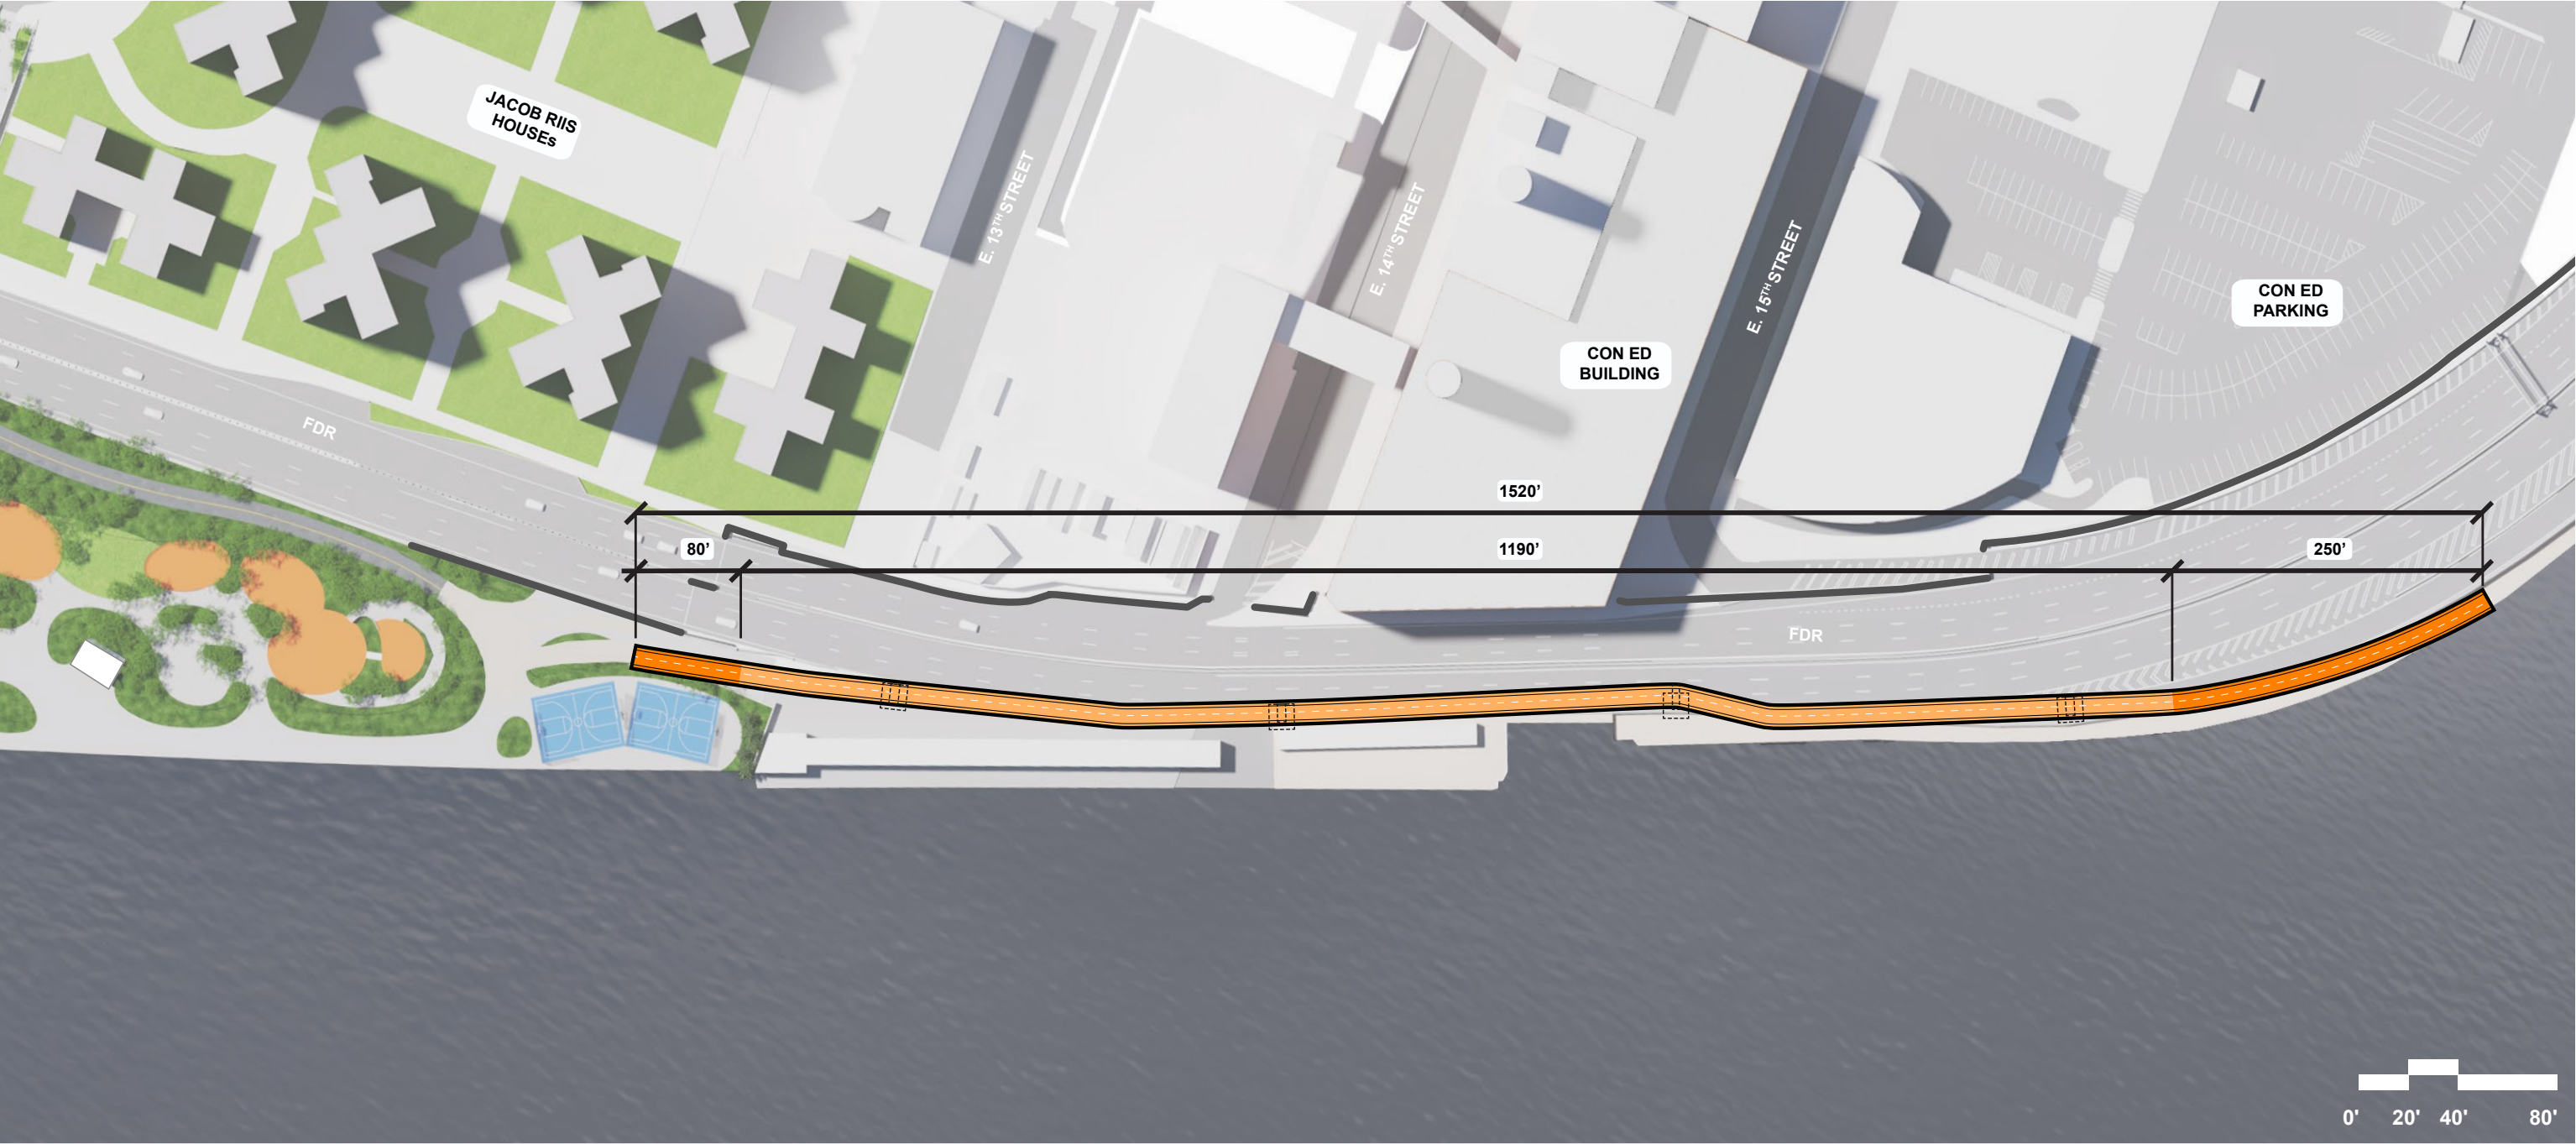 JACOB RIIS
HOUSEs
E. 13TH STREET
E. 14TH STREET
E. 15TH STREET
CON ED
PARKING
CON ED
BUILDING
FDR
1520’
80’
1190’
250’
FDR
0' 20' 40' 80'